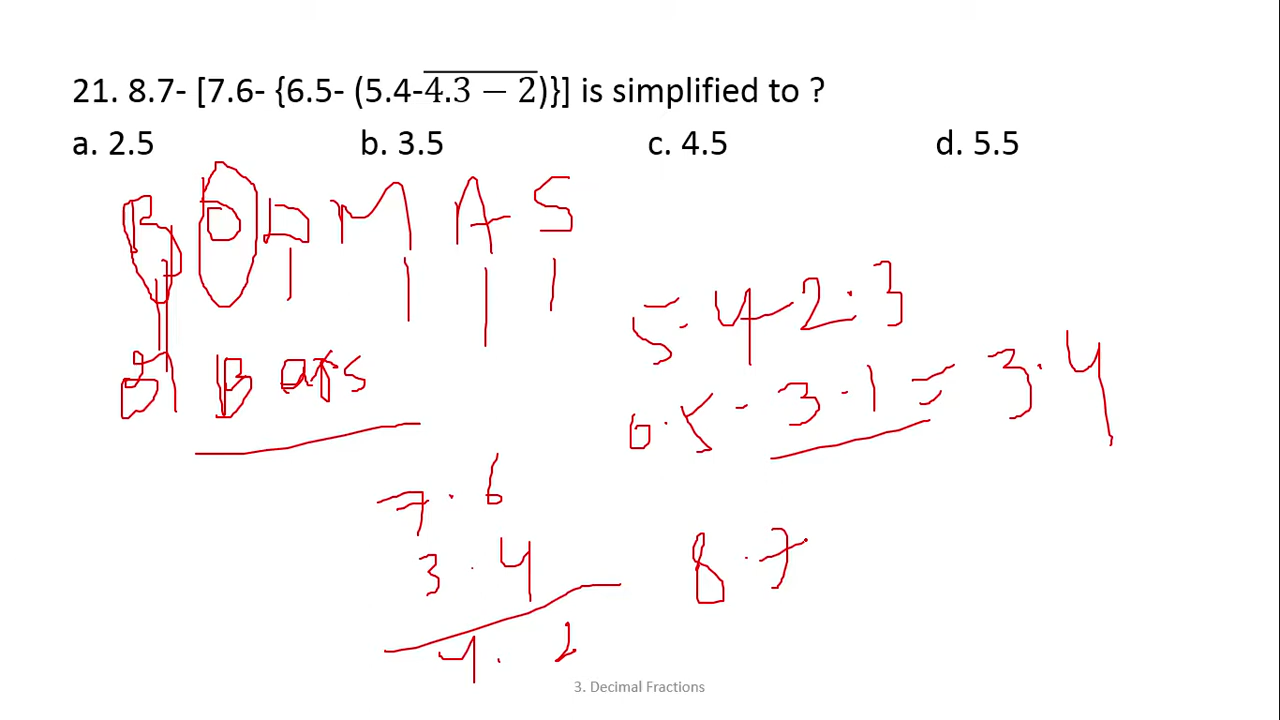 21. 8.7- [7.6- {6.5- (5.4-4.3 − 2)}] is simplified to ?
a. 2.5 b. 3.5 c. 4.5 d. 5.5
B O D M A S
5.4-2.3
6.5-3.1=3.4
7.6
3.4
4.2
8.7
3. Decimal Fractions